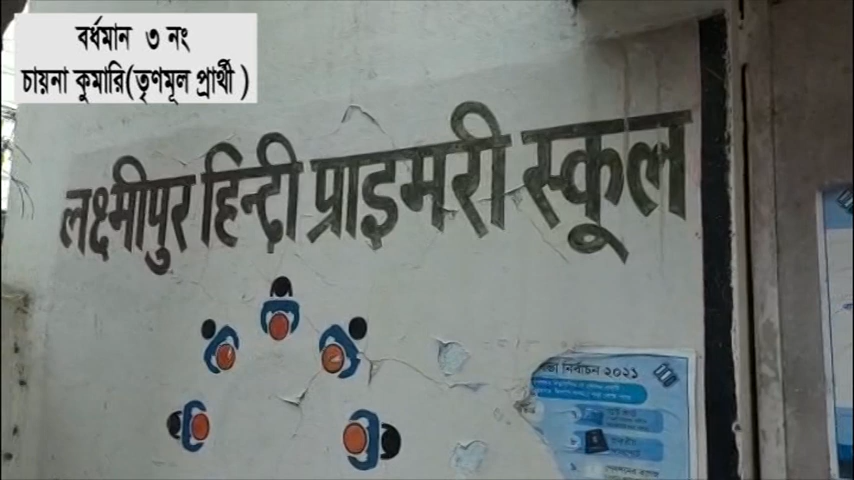 বর্ধমান ৩ নং
চায়না কুমারি(তৃণমূল প্রার্থী )
लक्ष्मीपुर हिन्दी प्राइमरी स्कूल
নির্বাচন ২০২১